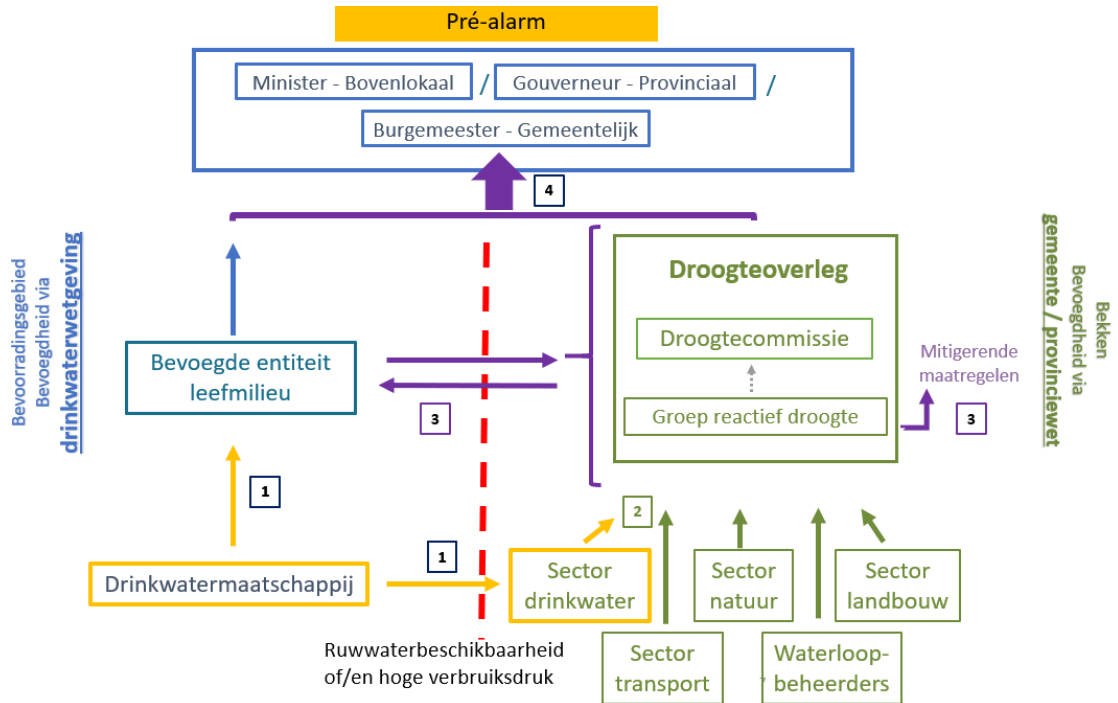 Pré-alarm
Minister - Bovenlokaal / Gouverneur - Provinciaal /
Burgemeester - Gemeentelijk
4
Bevoorradingsgebied
Bevoegdheid via
drinkwaterwetgeving
Bekken
Bevoegdheid via
gemeente / provinciewet
Droogteoverleg
Droogtecommissie
Groep reactief droogte
Bevoegde entiteit
leefmilieu
3
Mitigerende
maatregelen
3
1
2
1
Drinkwatermaatschappij
Sector
drinkwater
Sector
natuur
Sector
landbouw
Ruwwaterbeschikbaarheid
of/en hoge verbruiksdruk
Sector
transport
Waterloop-
beheerders
7